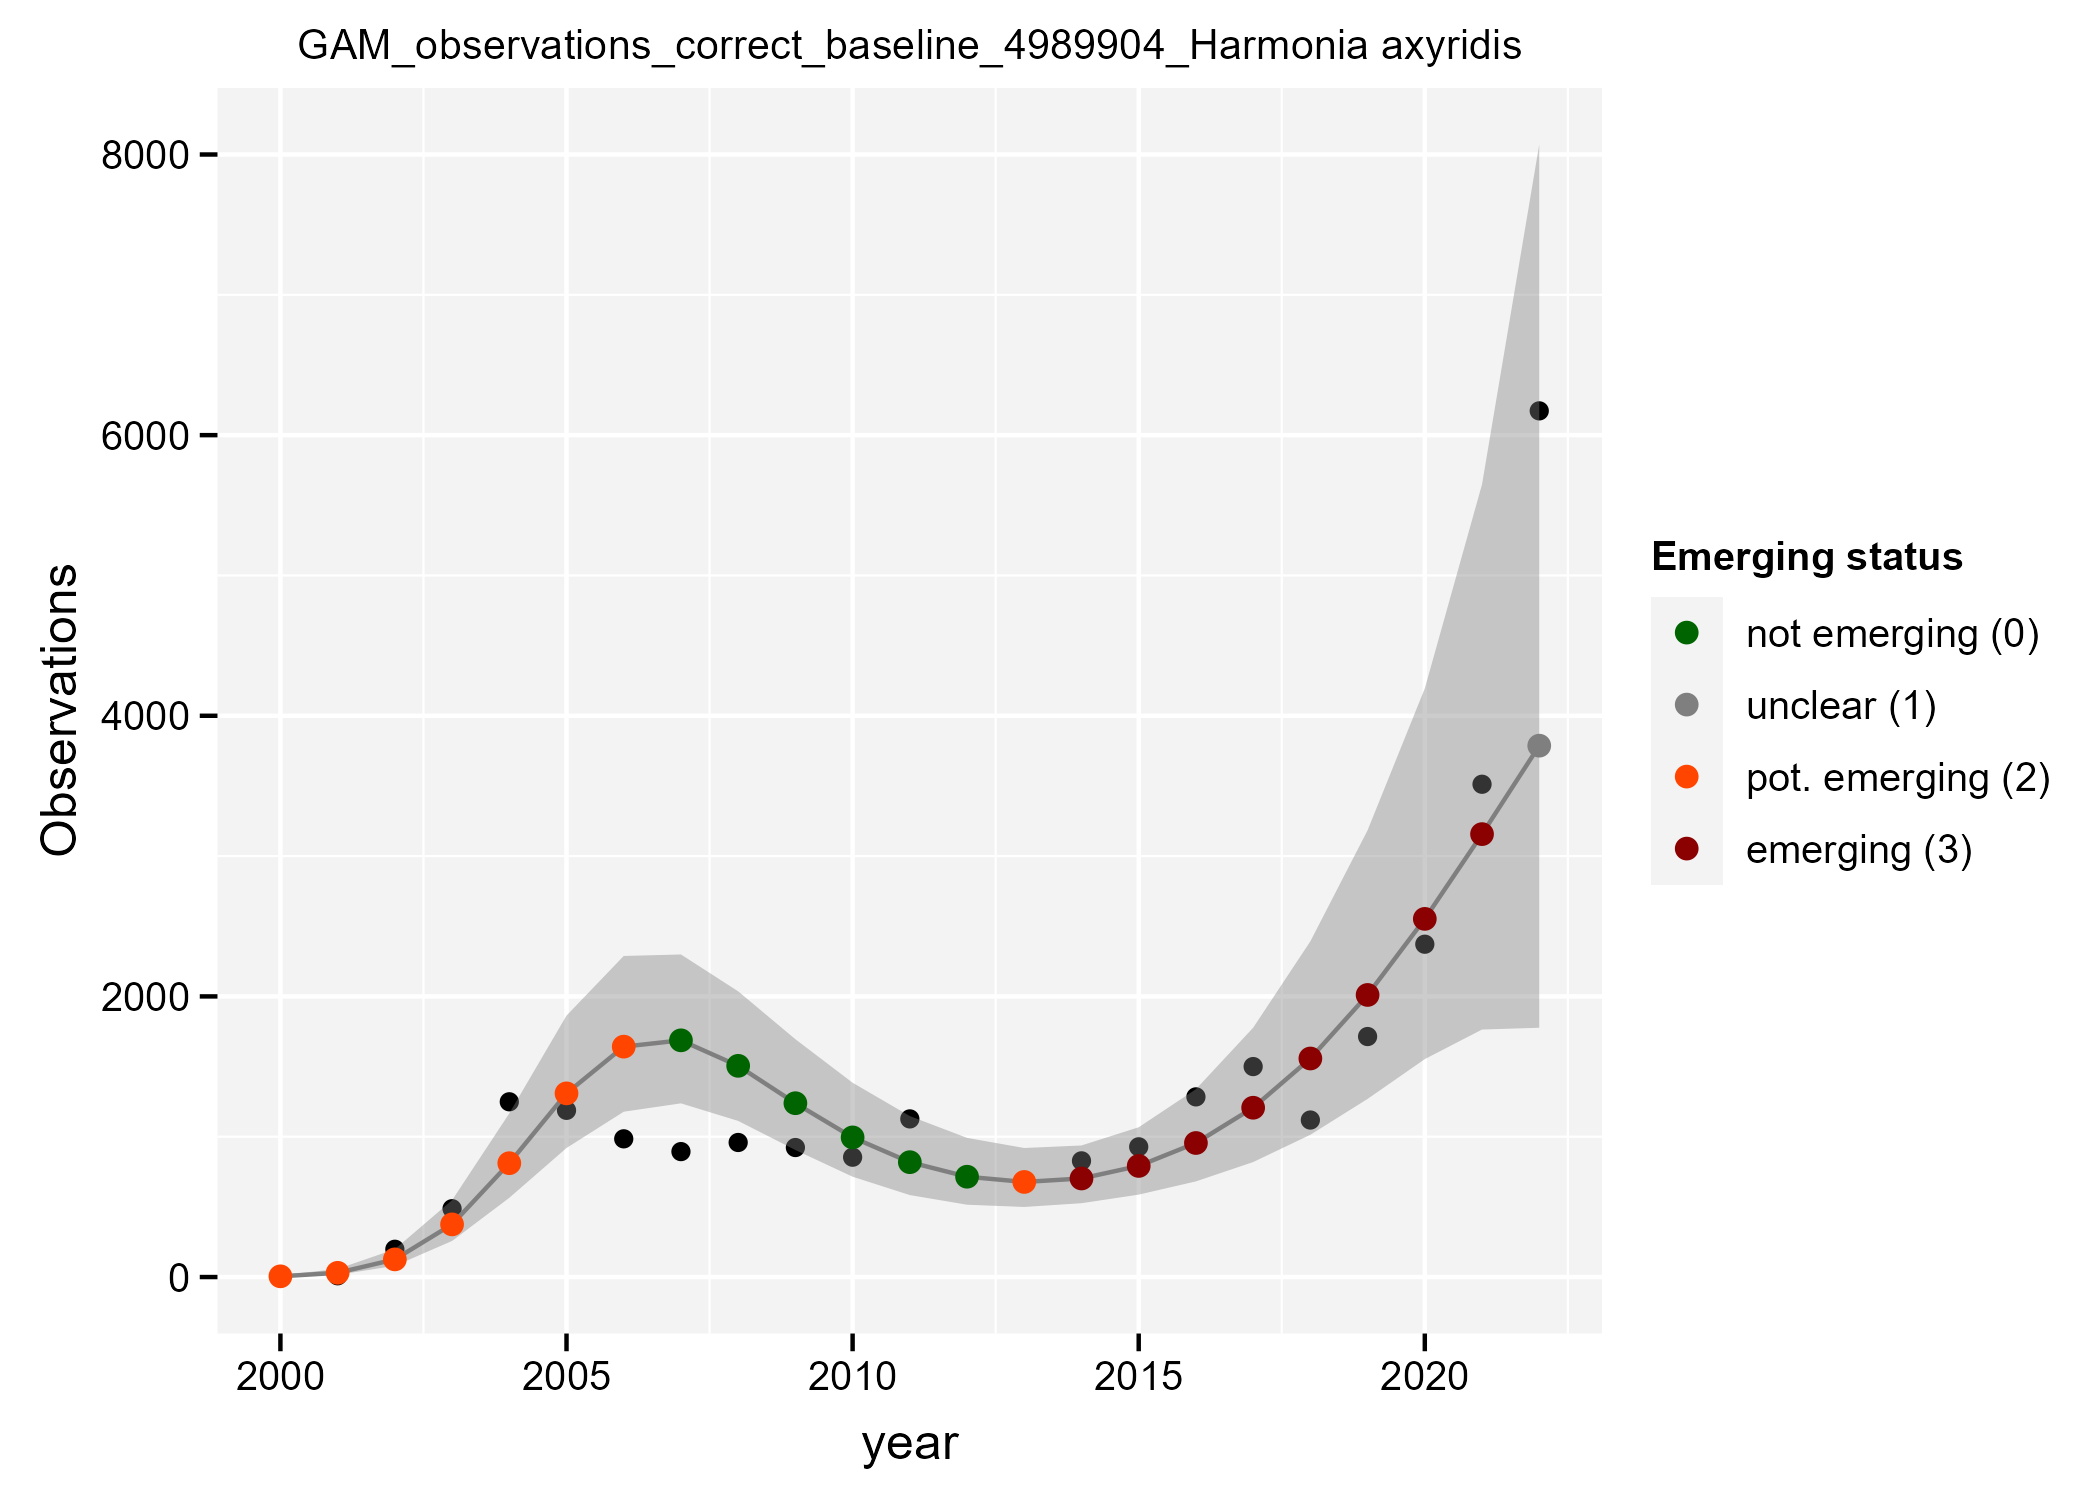 GAM_observations_correct_baseline_4989904_Harmonia axyridis
8000
6000
4000
2000
0
Observations
2000 2005 2010 2015 2020
year
Emerging status
not emerging (0)
unclear (1)
pot. emerging (2)
emerging (3)